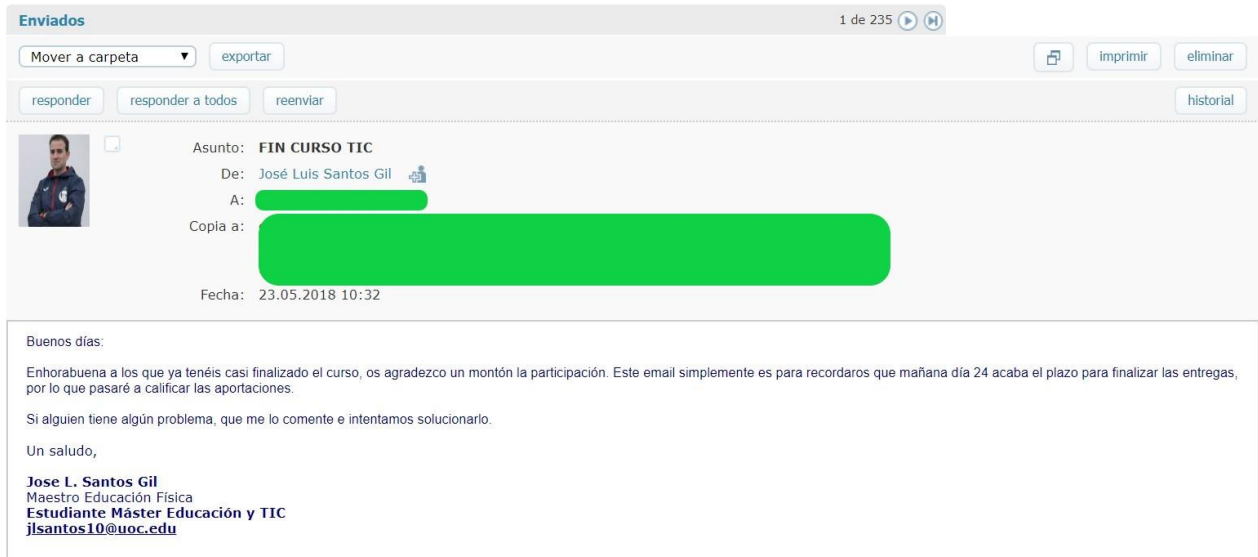 Enviados
1 de 235
Mover a carpeta
exportar
imprimir
eliminar
responder
responder a todos
reenviar
historial
Asunto: FIN CURSO TIC
De: José Luis Santos Gil
A:
Copia a:
Fecha: 23.05.2018 10:32
Buenos días:
Enhorabuena a los que ya tenéis casi finalizado el curso, os agradezco un montón la participación. Este email simplemente es para recordaros que mañana día 24 acaba el plazo para finalizar las entregas,
por lo que pasaré a calificar las aportaciones.
Si alguien tiene algún problema, que me lo comente e intentamos solucionarlo.
Un saludo,
Jose L. Santos Gil
Maestro Educación Física
Estudiante Máster Educación y TIC
jlsantos10@uoc.edu